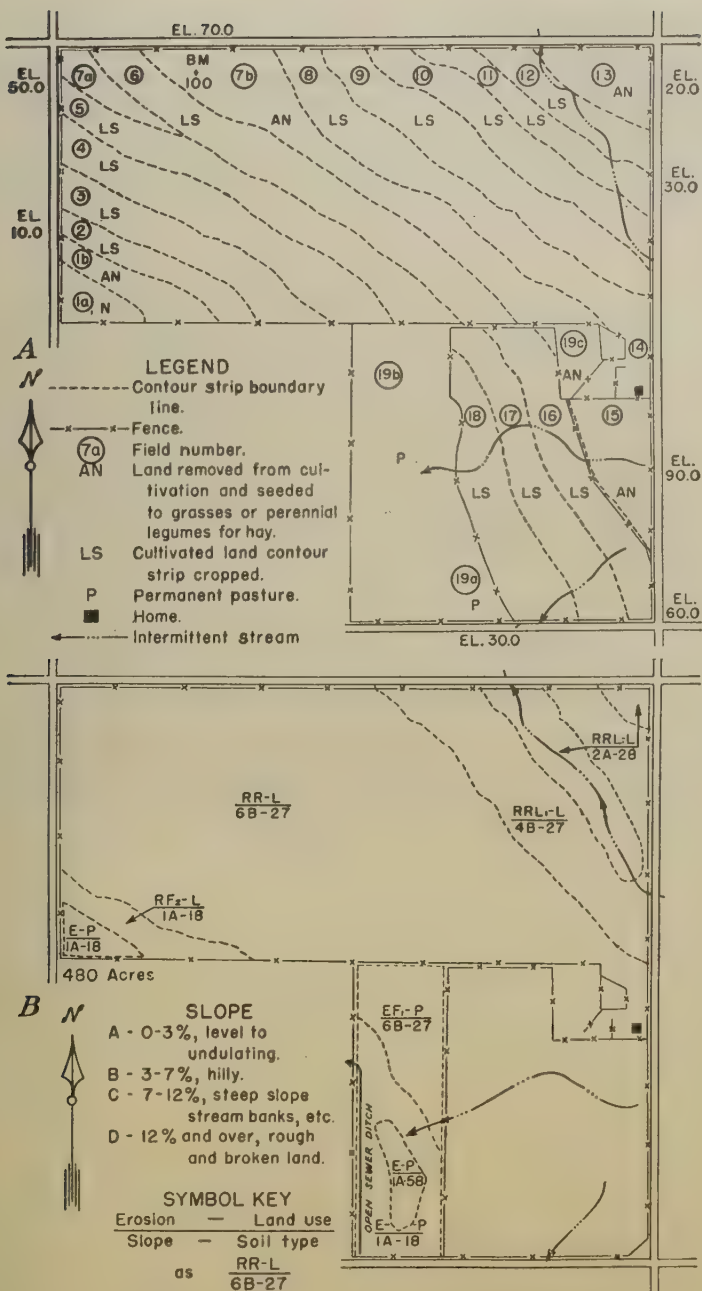 EL. 70.0
EL.
50.0
7a
6
BM
100
7b
8
9
10
11
12
13
AN
EL.
20.0
5
LS
LS
AN
LS
LS
LS
LS
LS
4
LS
EL.
30.0
3
EL.
10.0
2
LS
1b
AN
1a
N
A
N
LEGEND
Contour strip boundary
line.
Fence.
7a Field number.
AN Land removed from cul-
tivation and seeded
to grasses or perennial
legumes for hay.
LS Cultivated land contour
strip cropped.
P Permanent pasture.
Home.
Intermittent stream
19b
19c
14
AN
18
17
16
15
P
EL.
90.0
LS
LS
LS
AN
19a
P
EL.
60.0
EL. 30.0
RR-L
6B-27
RRL1-L
4B-27
2A-28
RF2-L
1A-18
E-P
1A-18
480 Acres
B
N
SLOPE
A - 0-3%, level to
undulating.
B - 3-7%, hilly.
C - 7-12%, steep slope
stream banks, etc.
D - 12% and over, rough
and broken land.
SYMBOL KEY
Erosion — Land use
Slope — Soil type
as RR-L
6B-27
EF1-P
6B-27
OPEN SEWER DITCH
E-P
1A-58
E-P
1A-18